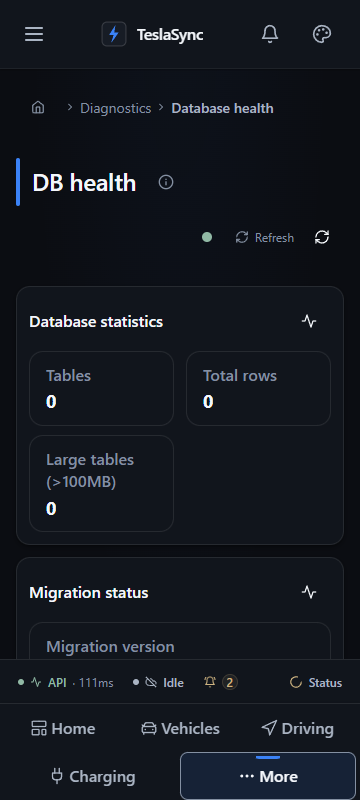 TeslaSync
Diagnostics Database health
DB health
Refresh
Database statistics
Tables
0
Total rows
0
Large tables
(>100MB)
0
Migration status
Migration version
API · 111ms
Idle
2
Status
Home
Vehicles
Driving
Charging
More